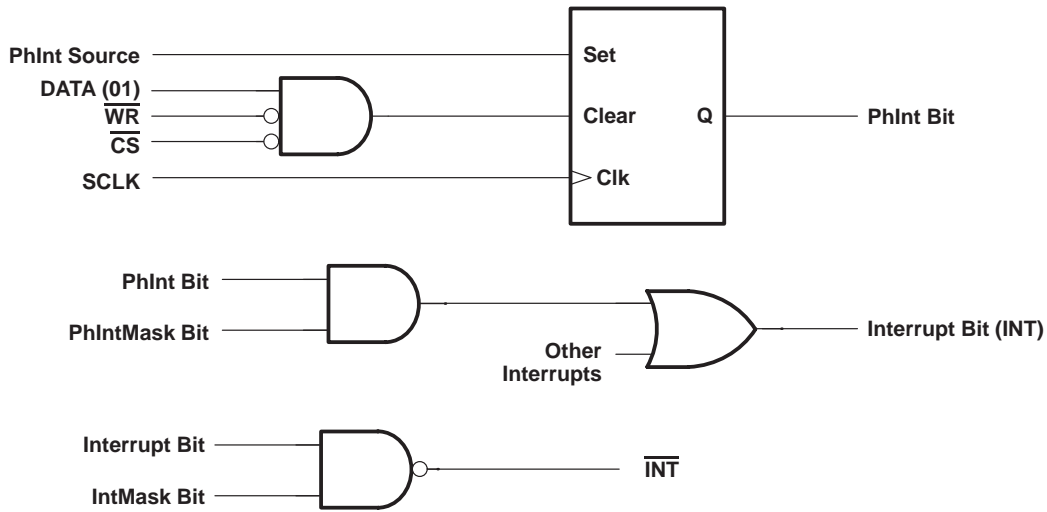 PhInt Source
DATA (01)
WR
CS
SCLK
Set
Clear
Q
Clk
PhInt Bit
PhInt Bit
PhIntMask Bit
Other
Interrupts
Interrupt Bit (INT)
Interrupt Bit
IntMask Bit
INT